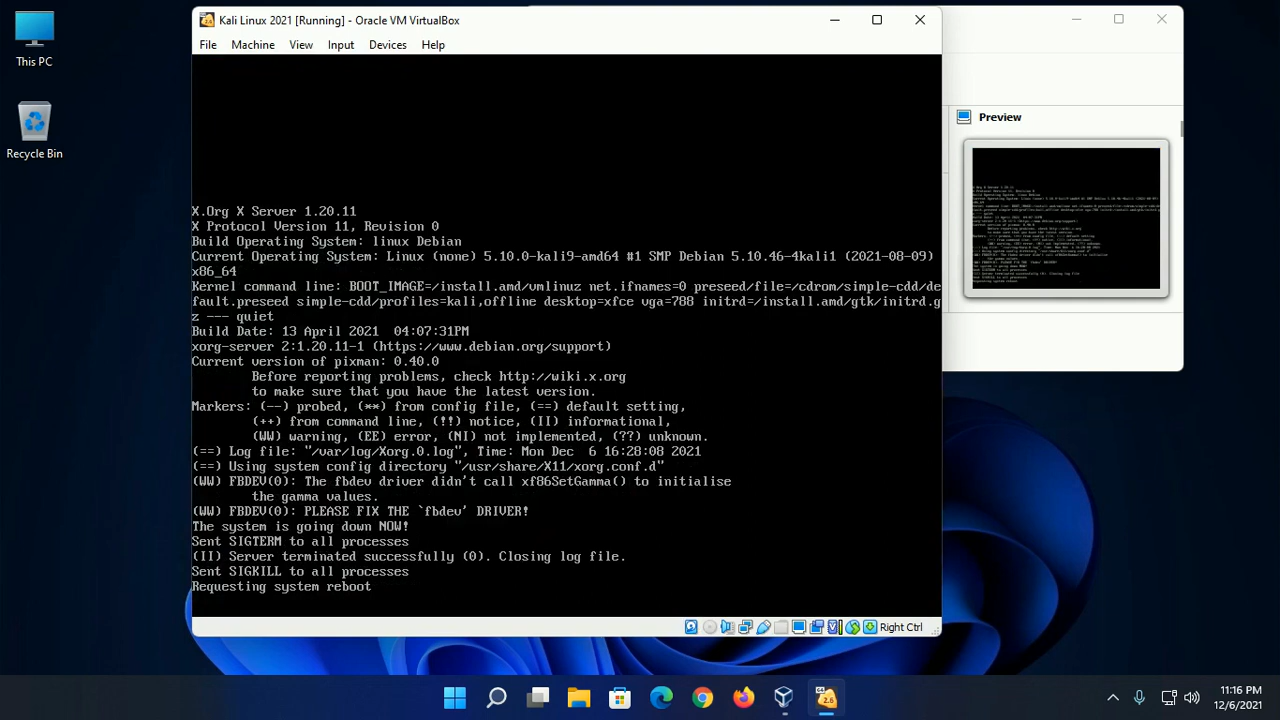 This PC
Recycle Bin
Kali Linux 2021 [Running] - Oracle VM VirtualBox
File Machine View Input Devices Help
Preview
X.Org X Server 1.20.11
X Protocol Version 11, Revision 0
Build Operating System: linux Debian
Current Operating System: Linux SMP Debian 5.10.46-4kali1 (2021-08-09)
x86_64
Kernel command line: BOOT_IMAGE=/install.amd/vmlinuz net.ifnames=0 preseed/file=/cdrom/simple-cdd/de
fault.preseed simple-cdd/profiles=kali,offline desktop=xfce vga=788 initrd=/install.amd/gtk/initrd.g
z --- quiet
Build Date: 13 April 2021 04:07:31PM
xorg-server 2:1.20.11-1 (https://www.debian.org/support)
Current version of pixman: 0.40.0
Before reporting problems, check http://wiki.x.org
to make sure that you have the latest version.
Markers: (--) probed, (**) from config file, (==) default setting,
(++) from command line, (!!) notice, (II) informational,
(WW) warning, (EE) error, (NI) not implemented, (??) unknown.
(==) Log file: "/var/log/Xorg.0.log", Time: Mon Dec 6 16:28:08 2021
(==) Using system config directory "/usr/share/X11/xorg.conf.d"
(WW) FBDEV(0): The fbdev driver didn't call xf86SetGamma() to initialise
the gamma values.
(WW) FBDEV(0): PLEASE FIX THE `fbdev' DRIVER!
The system is going down NOW!
Sent SIGTERM to all processes
(II) Server terminated successfully (0). Closing log file.
Sent SIGKILL to all processes
Requesting system reboot
Right Ctrl
11:16 PM
12/6/2021